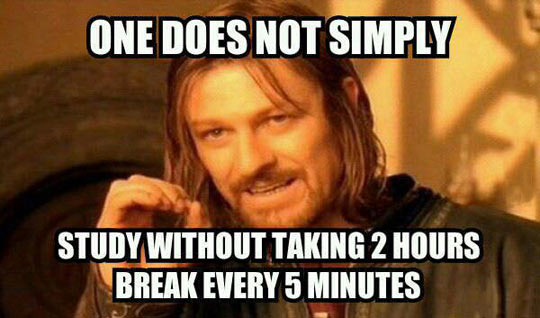 ONE DOES NOT SIMPLY
STUDY WITHOUT TAKING 2 HOURS
BREAK EVERY 5 MINUTES